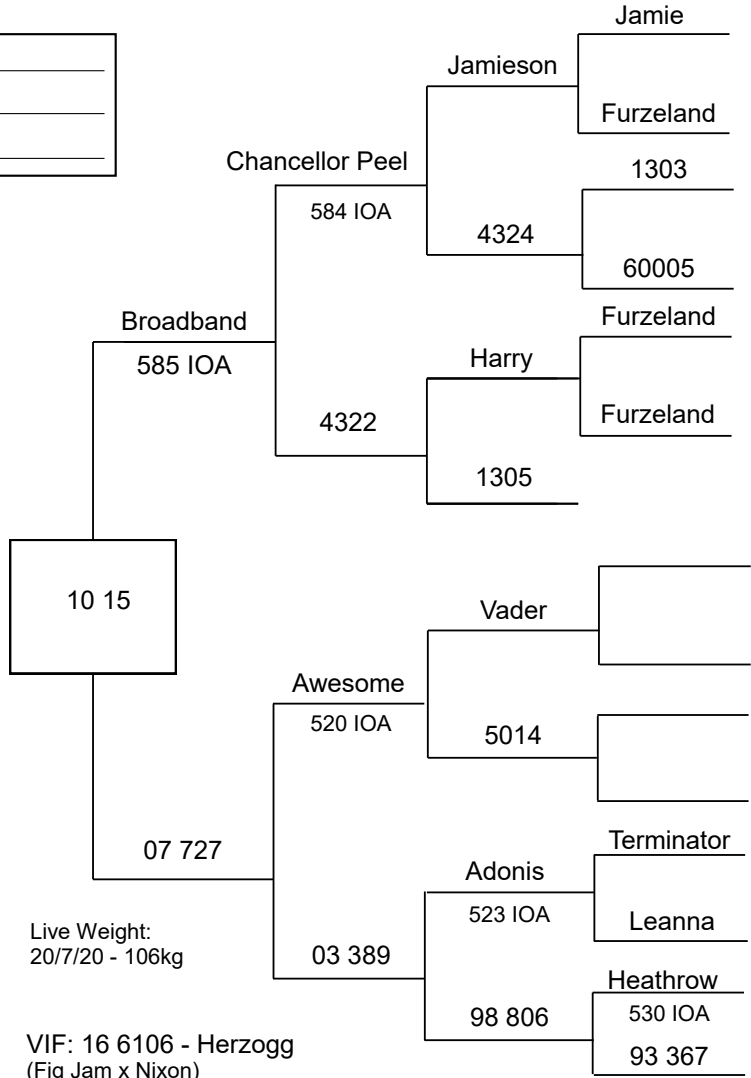 Jamie
Jamieson
Furzeland
Chancellor Peel
1303
584 IOA
4324
60005
Broadband
Furzeland
585 IOA
Harry
4322
Furzeland
1305
10 15
Vader
Awesome
520 IOA
5014
07 727
Terminator
Adonis
523 IOA
Leanna
Live Weight:
20/7/20 - 106kg
03 389
Heathrow
98 806
530 IOA
VIF: 16 6106 - Herzogg
93 367
(Fig Jam x Nixon)